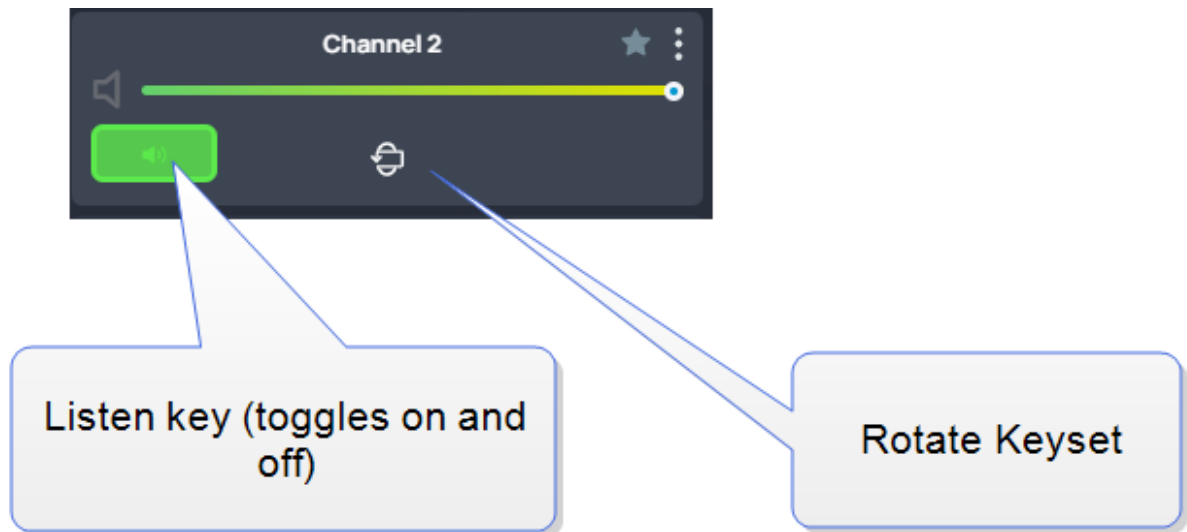 Channel 2
Listen key (toggles on and
off)
Rotate Keyset